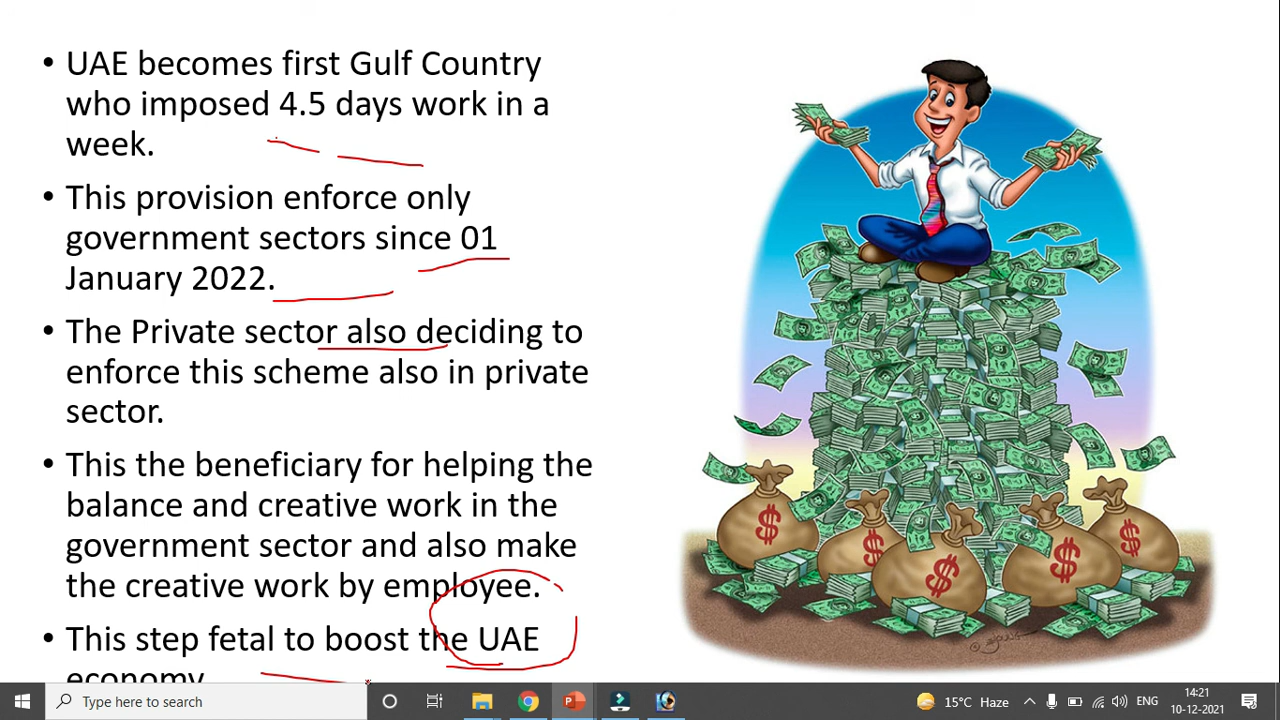 • UAE becomes first Gulf Country
who imposed 4.5 days work in a
week.
• This provision enforce only
government sectors since 01
January 2022.
• The Private sector also deciding to
enforce this scheme also in private
sector.
• This the beneficiary for helping the
balance and creative work in the
government sector and also make
the creative work by employee.
• This step fetal to boost the UAE
economy
$ $ $ $ $
Type here to search
15°C Haze
ENG
14:21
10-12-2021